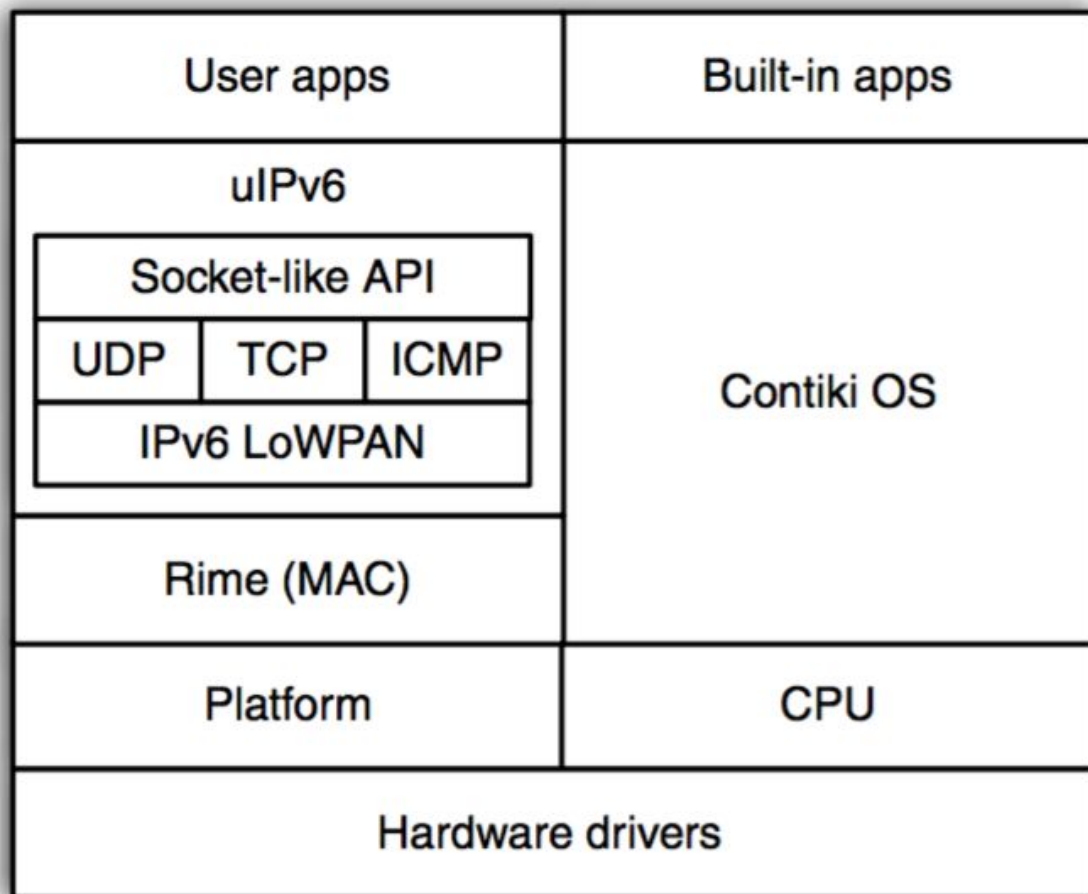 User apps
Built-in apps
uIPv6
Socket-like API
UDP
TCP
ICMP
IPv6 LoWPAN
Contiki OS
Rime (MAC)
Platform
CPU
Hardware drivers